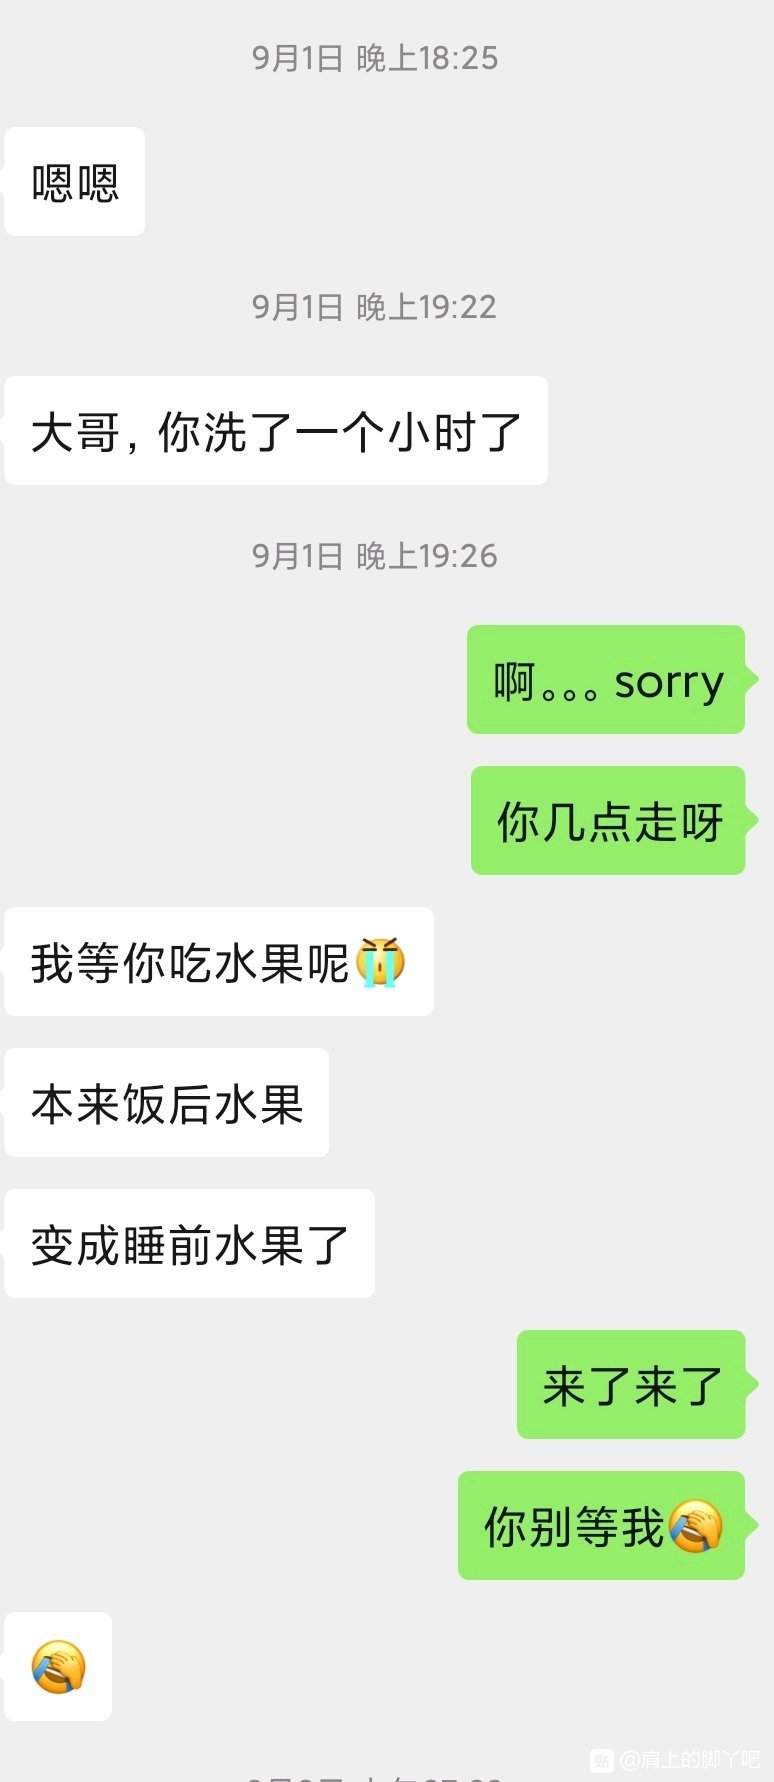 9月1日 晚上18:25
嗯嗯
9月1日 晚上19:22
大哥，你洗了一个小时了
9月1日 晚上19:26
啊。。。sorry
你几点走呀
我等你吃水果呢😭
本来饭后水果
变成睡前水果了
来了来了
你别等我🤦
🤦
贴 @肩上的脚丫吧